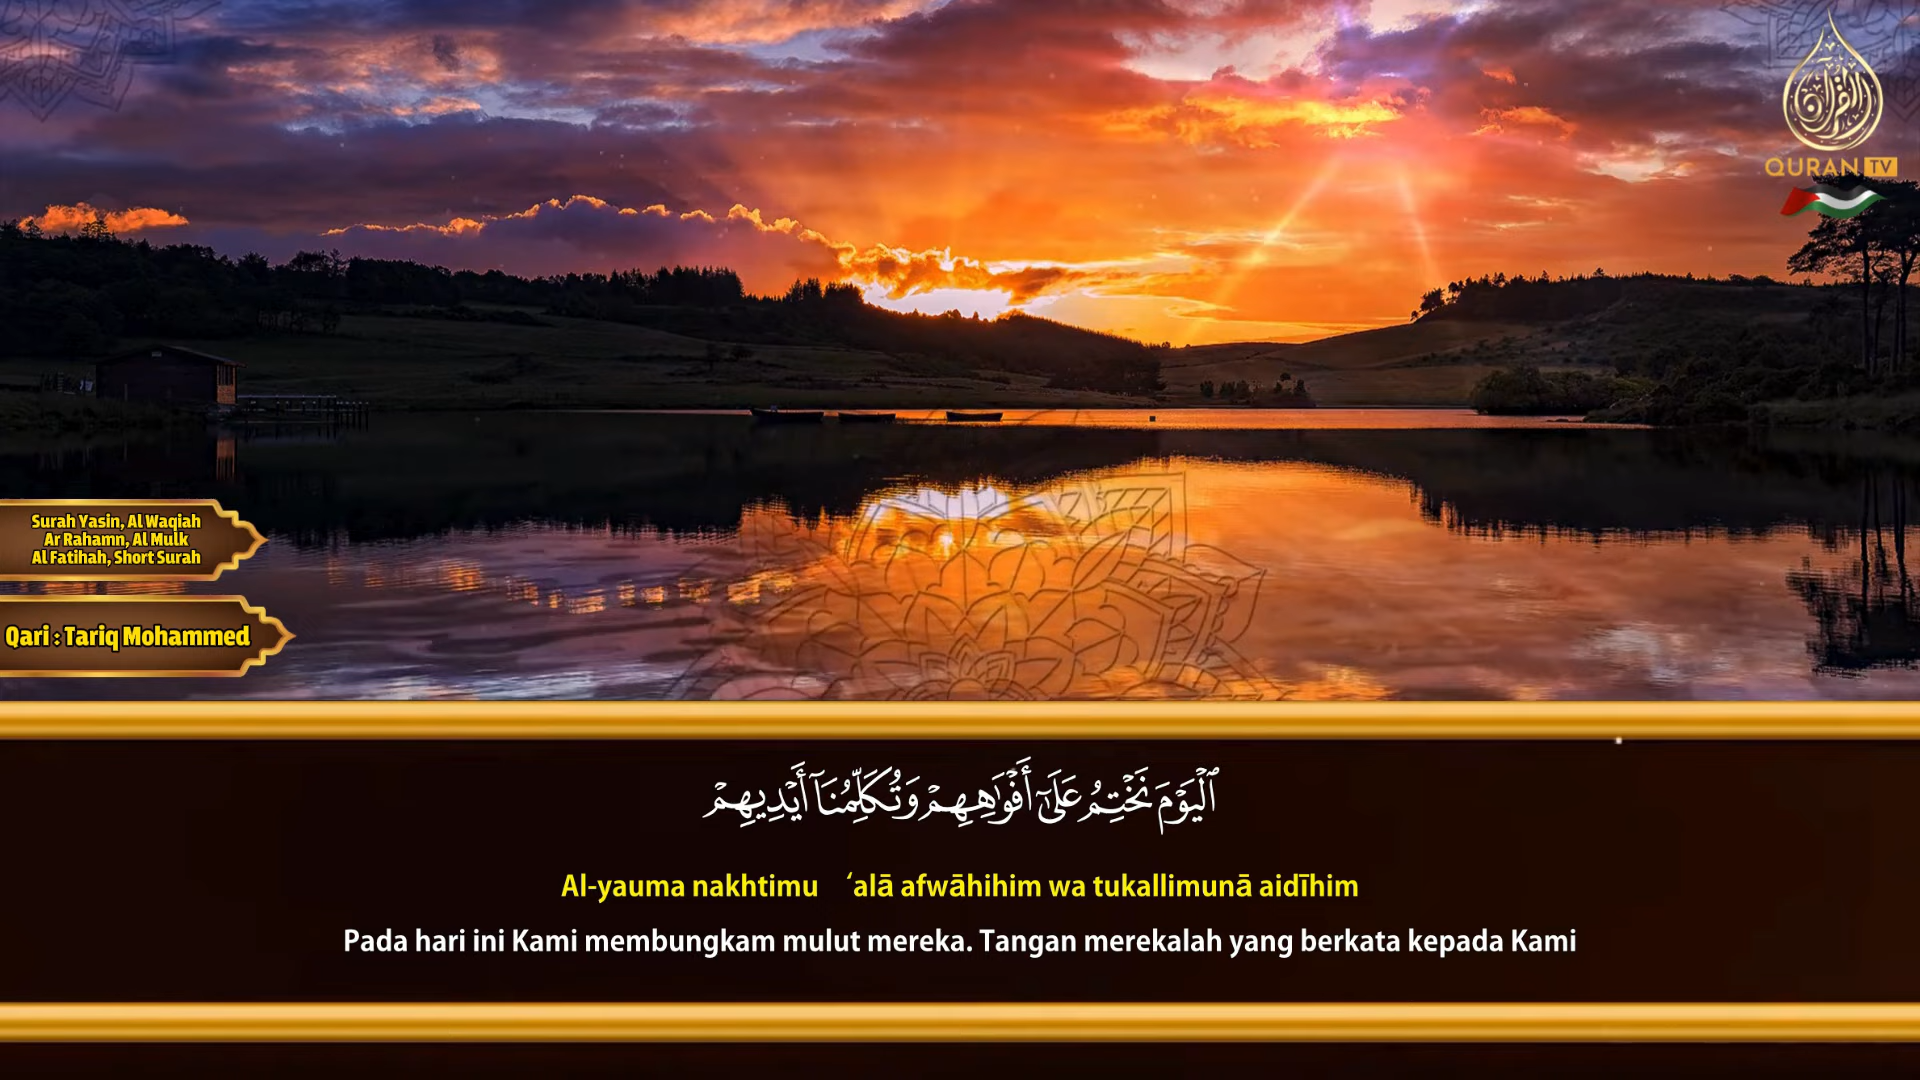 القرآن
QURAN TV
Surah Yasin, Al Waqiah
Ar Rahamn, Al Mulk
Al Fatihah, Short Surah
Qari : Tariq Mohammed
ٱلْيَوْمَ نَخْتِمُ عَلَىٰٓ أَفْوَٰهِهِمْ وَتُكَلِّمُنَآ أَيْدِيهِمْ
Al-yauma nakhtimu ‘alā afwāhihim wa tukallimunā aidīhim
Pada hari ini Kami membungkam mulut mereka. Tangan merekalah yang berkata kepada Kami